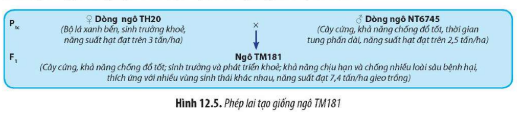 Ptc ♀ Dòng ngô TH20 × ♂ Dòng ngô NT6745
(Bộ lá xanh bền, sinh trưởng khoẻ, năng suất hạt đạt trên 3 tấn/ha)
(Cây cứng, khả năng chống đổ tốt, thời gian tung phấn dài, năng suất hạt đạt trên 2,5 tấn/ha)
F1 Ngô TM181
(Cây cứng, khả năng chống đổ tốt; sinh trưởng và phát triển khoẻ; khả năng chịu hạn và chống nhiều loài sâu bệnh hại,
thích ứng với nhiều vùng sinh thái khác nhau, năng suất đạt 7,4 tấn/ha gieo trồng)
Hình 12.5. Phép lai tạo giống ngô TM181